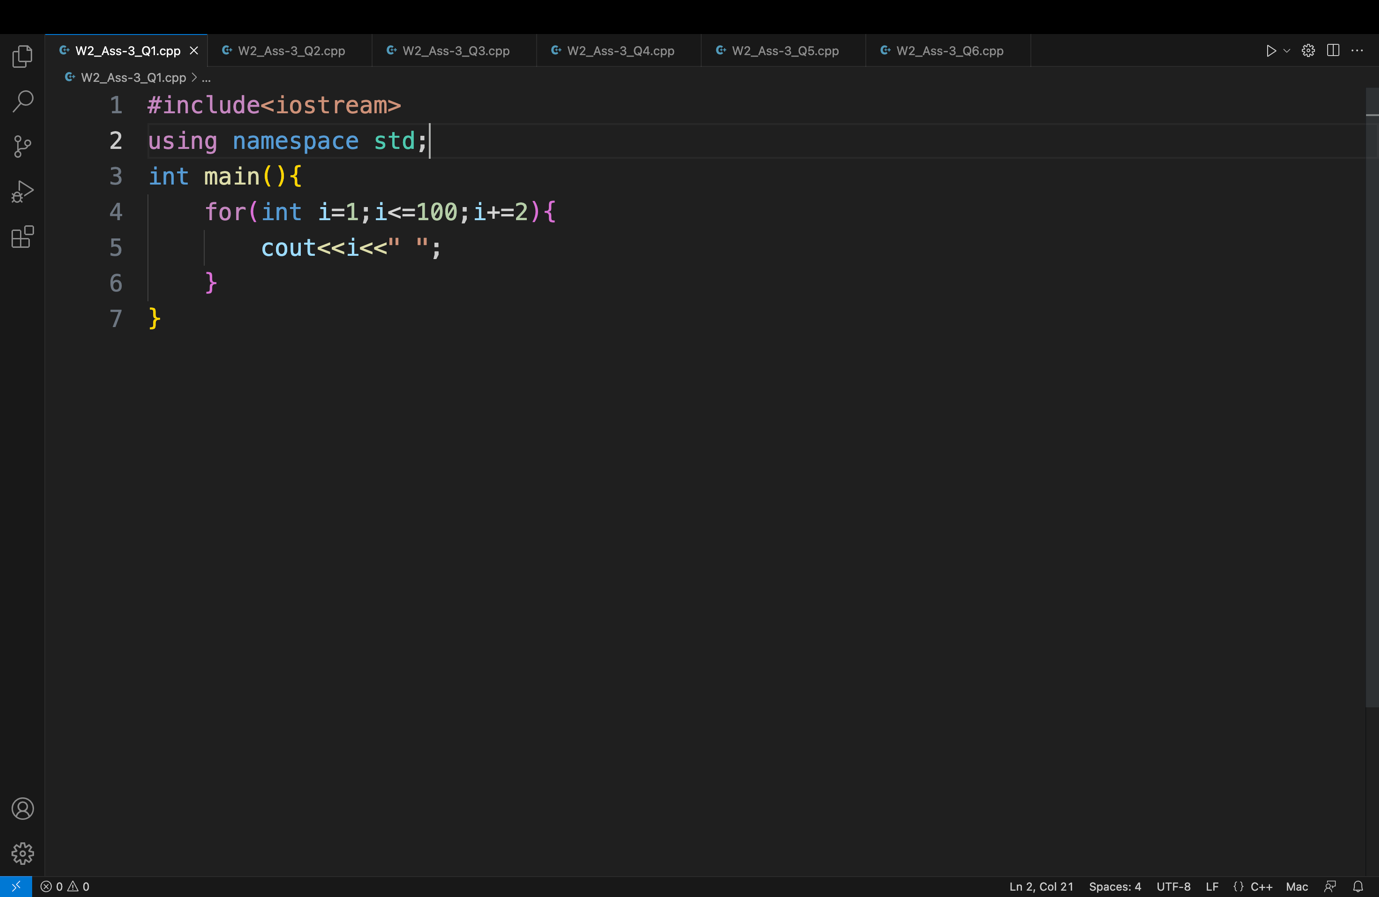 W2_Ass-3_Q1.cpp W2_Ass-3_Q2.cpp W2_Ass-3_Q3.cpp W2_Ass-3_Q4.cpp W2_Ass-3_Q5.cpp W2_Ass-3_Q6.cpp
W2_Ass-3_Q1.cpp > ...
1 #include<iostream>
2 using namespace std;
3 int main(){
4     for(int i=1;i<=100;i+=2){
5         cout<<i<<" ";
6     }
7 }
0 0 Ln 2, Col 21 Spaces: 4 UTF-8 LF {} C++ Mac